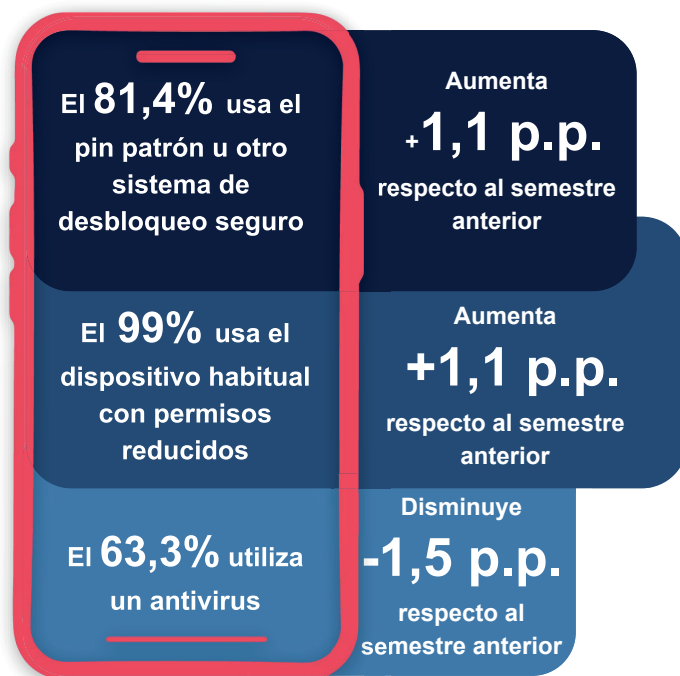 El 81,4% usa el
pin patrón u otro
sistema de
desbloqueo seguro
Aumenta
+1,1 p.p.
respecto al semestre
anterior
El 99% usa el
dispositivo habitual
con permisos
reducidos
Aumenta
+1,1 p.p.
respecto al semestre
anterior
El 63,3% utiliza
un antivirus
Disminuye
-1,5 p.p.
respecto al
semestre anterior